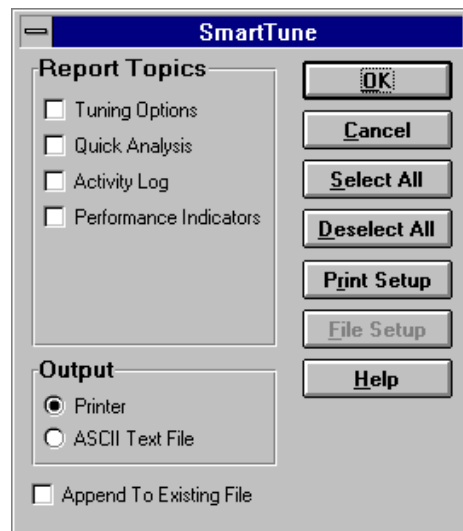 SmartTune
Report Topics
Tuning Options
Quick Analysis
Activity Log
Performance Indicators
Output
Printer
ASCII Text File
Append To Existing File
OK
Cancel
Select All
Deselect All
Print Setup
File Setup
Help